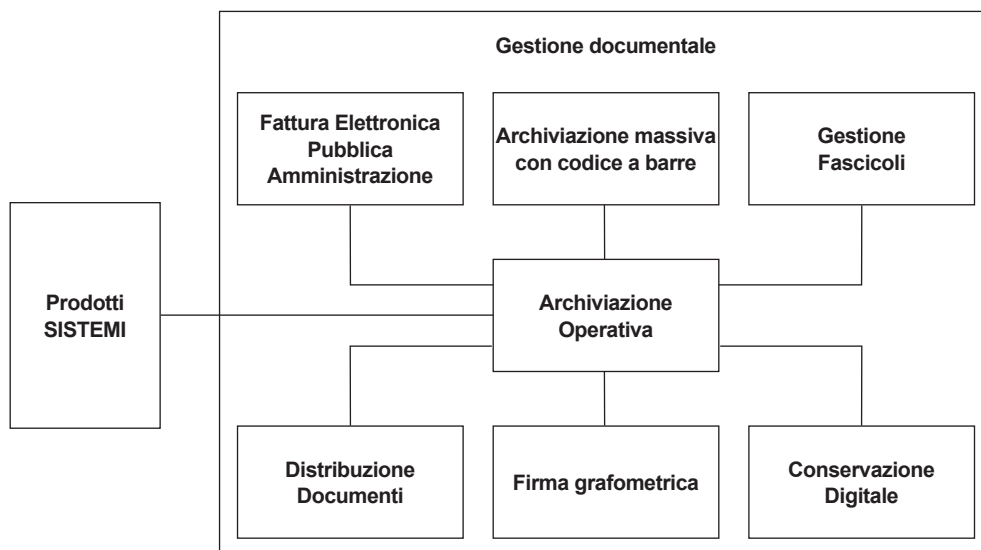 Gestione documentale
Fattura Elettronica
Pubblica
Amministrazione
Archiviazione massiva
con codice a barre
Gestione
Fascicoli
Prodotti
SISTEMI
Archiviazione
Operativa
Distribuzione
Documenti
Firma grafometrica
Conservazione
Digitale